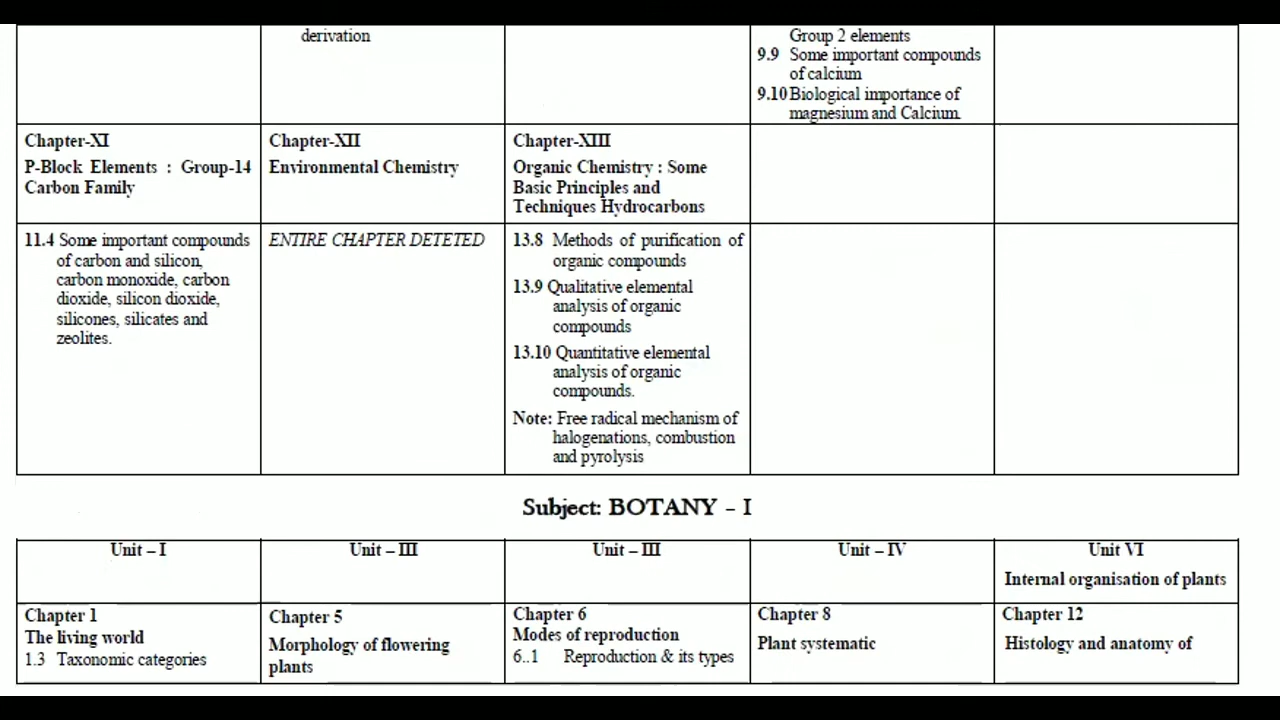 derivation
Group 2 elements
9.9 Some important compounds
of calcium
9.10 Biological importance of
magnesium and Calcium.
Chapter-XI
P-Block Elements : Group-14
Carbon Family
Chapter-XII
Environmental Chemistry
Chapter-XIII
Organic Chemistry : Some
Basic Principles and
Techniques Hydrocarbons
11.4 Some important compounds
of carbon and silicon,
carbon monoxide, carbon
dioxide, silicon dioxide,
silicones, silicates and
zeolites.
ENTIRE CHAPTER DETETED
13.8 Methods of purification of
organic compounds
13.9 Qualitative elemental
analysis of organic
compounds
13.10 Quantitative elemental
analysis of organic
compounds.
Note: Free radical mechanism of
halogenations, combustion
and pyrolysis
Subject: BOTANY – I
Unit – I
Unit – III
Unit – III
Unit – IV
Unit VI
Internal organisation of plants
Chapter 1
The living world
1.3 Taxonomic categories
Chapter 5
Morphology of flowering
plants
Chapter 6
Modes of reproduction
6..1 Reproduction & its types
Chapter 8
Plant systematic
Chapter 12
Histology and anatomy of